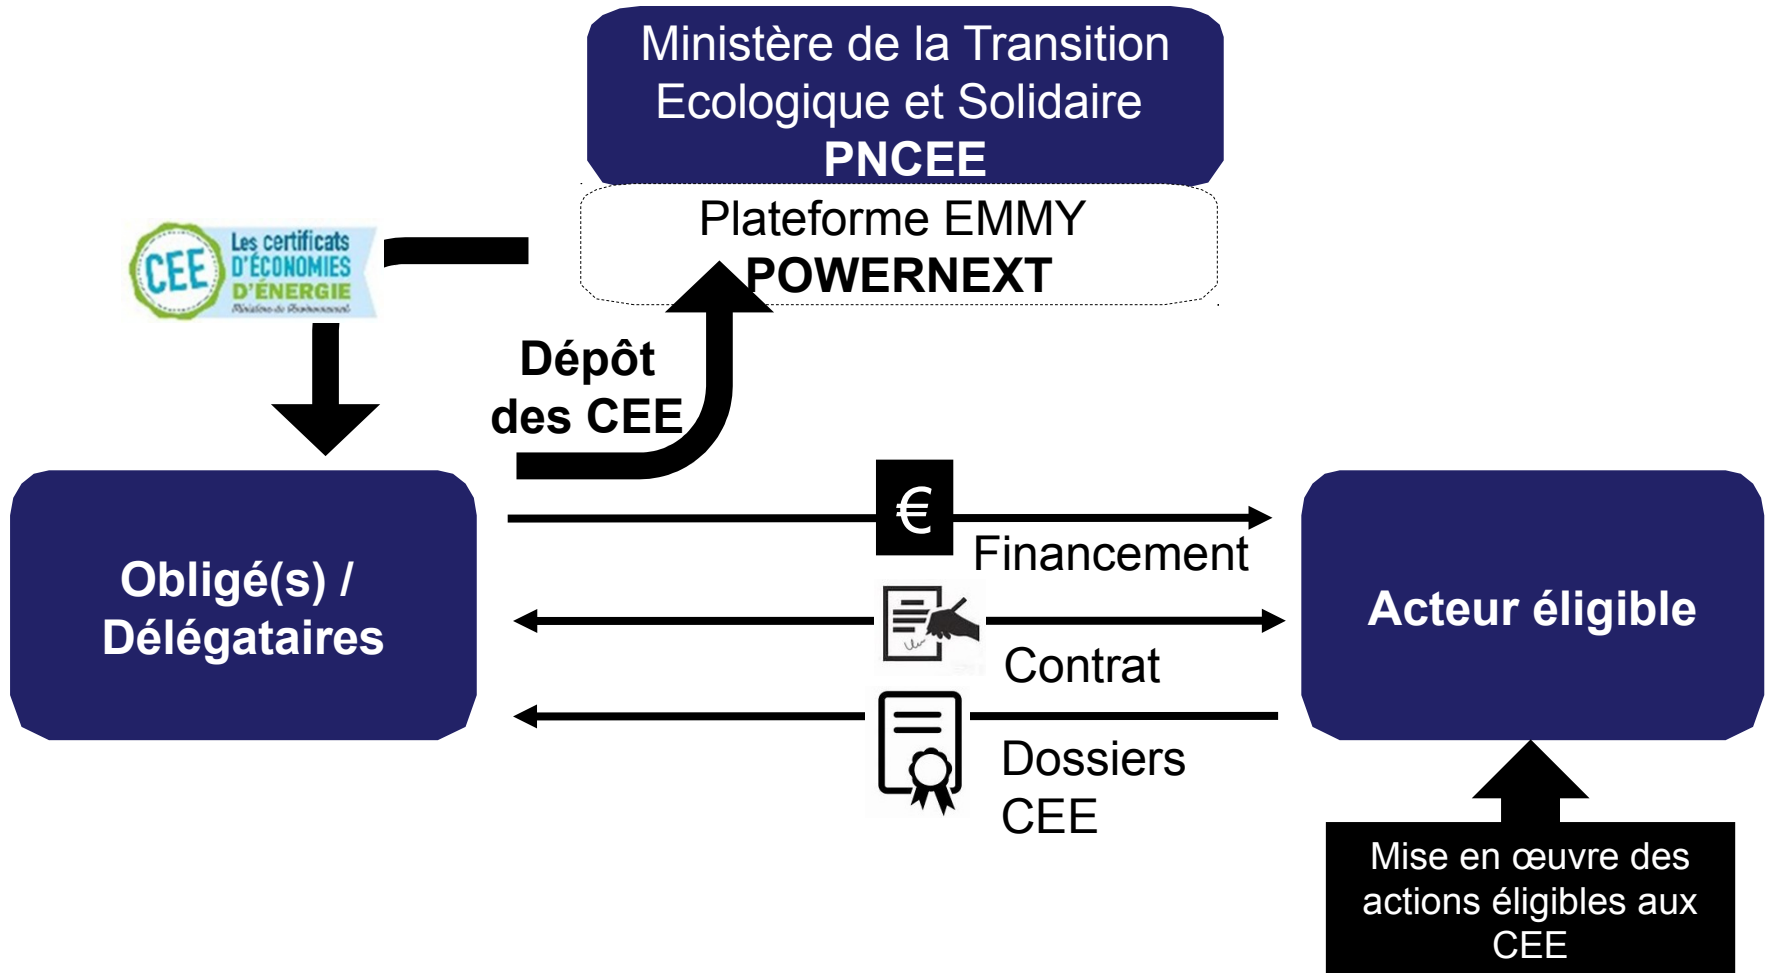 Ministère de la Transition
Ecologique et Solidaire
PNCEE
Plateforme EMMY
POWERNEXT
CEE
Les certificats
D'ÉCONOMIES
D'ÉNERGIE
Dépôt
des CEE
€
Financement
Obligé(s) /
Délégataires
Acteur éligible
Contrat
Dossiers
CEE
Mise en œuvre des
actions éligibles aux
CEE